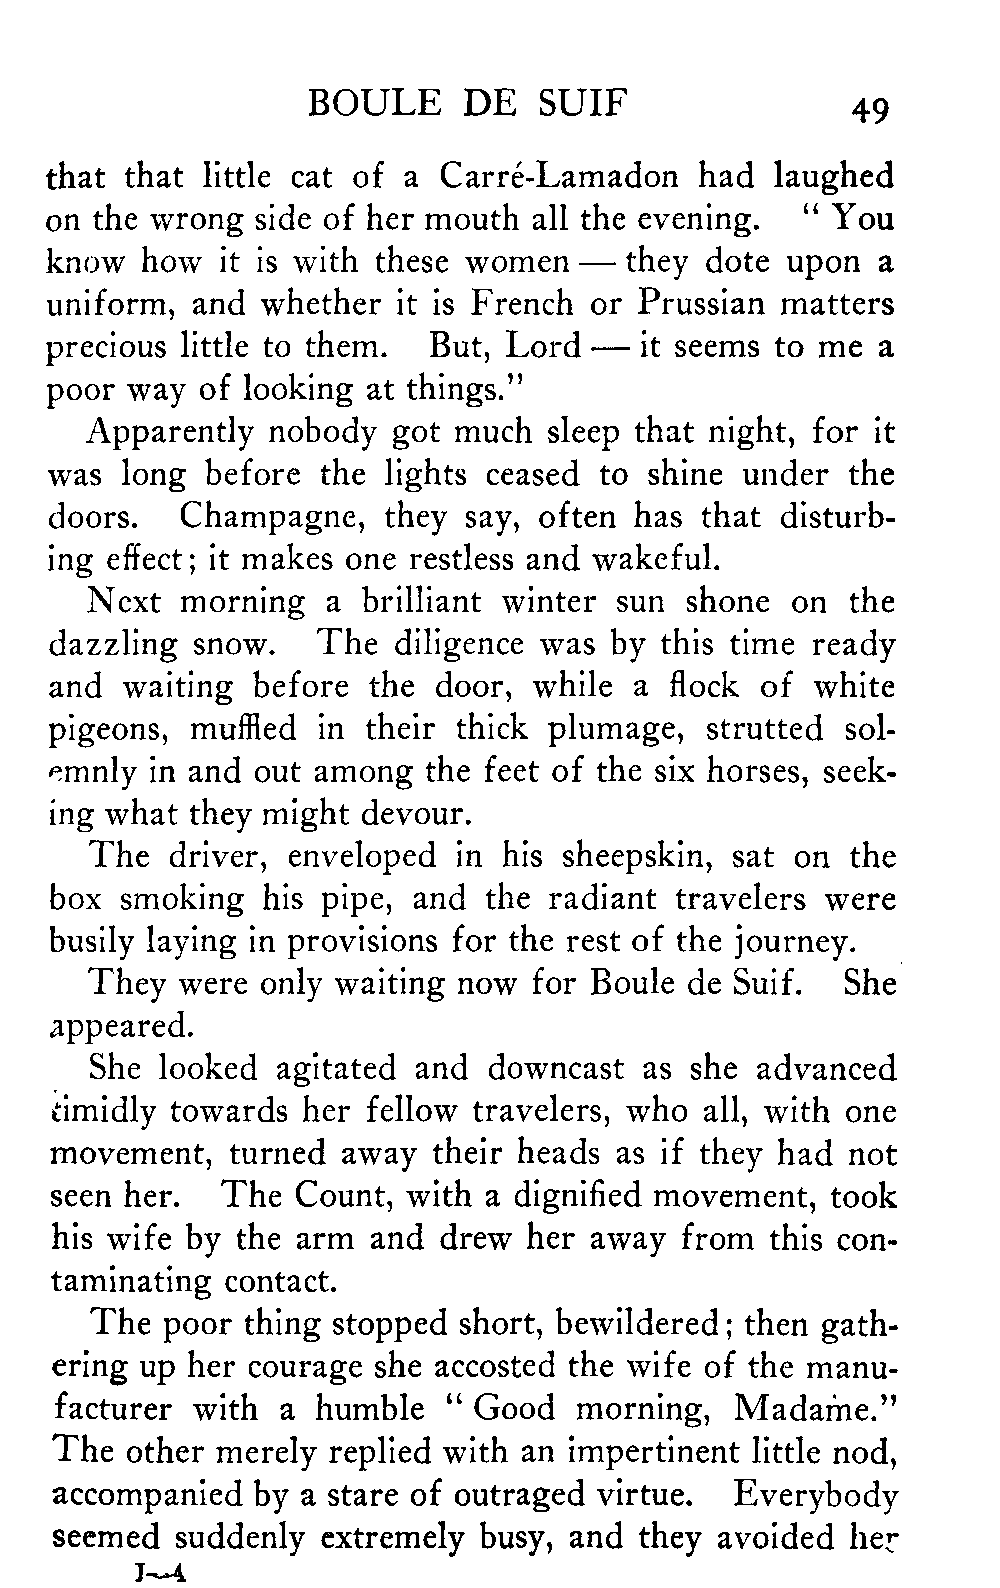 BOULE DE SUIF 49
that that little cat of a Carré-Lamadon had laughed
on the wrong side of her mouth all the evening. “ You
know how it is with these women — they dote upon a
uniform, and whether it is French or Prussian matters
precious little to them. But, Lord — it seems to me a
poor way of looking at things.”
Apparently nobody got much sleep that night, for it
was long before the lights ceased to shine under the
doors. Champagne, they say, often has that disturb-
ing effect; it makes one restless and wakeful.
Next morning a brilliant winter sun shone on the
dazzling snow. The diligence was by this time ready
and waiting before the door, while a flock of white
pigeons, muffled in their thick plumage, strutted sol-
emnly in and out among the feet of the six horses, seek-
ing what they might devour.
The driver, enveloped in his sheepskin, sat on the
box smoking his pipe, and the radiant travelers were
busily laying in provisions for the rest of the journey.
They were only waiting now for Boule de Suif. She
appeared.
She looked agitated and downcast as she advanced
timidly towards her fellow travelers, who all, with one
movement, turned away their heads as if they had not
seen her. The Count, with a dignified movement, took
his wife by the arm and drew her away from this con-
taminating contact.
The poor thing stopped short, bewildered; then gath-
ering up her courage she accosted the wife of the manu-
facturer with a humble “ Good morning, Madame.”
The other merely replied with an impertinent little nod,
accompanied by a stare of outraged virtue. Everybody
seemed suddenly extremely busy, and they avoided her
I—4